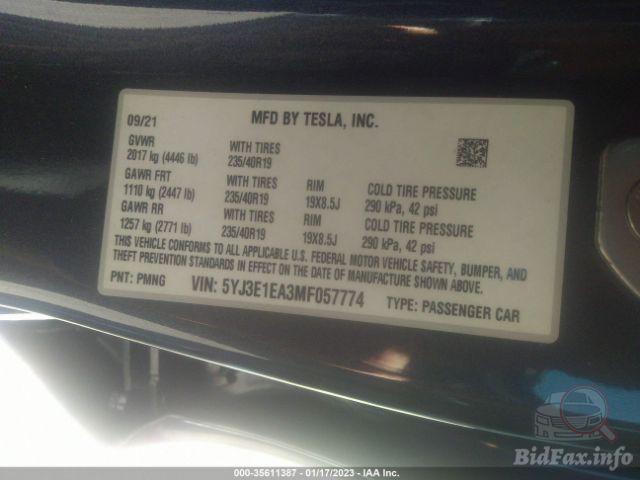 09/21 MFD BY TESLA, INC.
GVWR WITH TIRES
2017 kg (4446 lb) 235/40R19
GAWR FRT WITH TIRES RIM COLD TIRE PRESSURE
1110 kg (2447 lb) 235/40R19 19X8.5J 290 kPa, 42 psi
GAWR RR WITH TIRES RIM COLD TIRE PRESSURE
1257 kg (2771 lb) 235/40R19 19X8.5J 290 kPa, 42 psi
THIS VEHICLE CONFORMS TO ALL APPLICABLE U.S. FEDERAL MOTOR VEHICLE SAFETY, BUMPER, AND
THEFT PREVENTION STANDARDS IN EFFECT ON THE DATE OF MANUFACTURE SHOWN ABOVE.
PNT: PMNG VIN: 5YJ3E1EA3MF057774 TYPE: PASSENGER CAR
BidFax.info
000-35611387 - 01/17/2023 - IAA Inc.